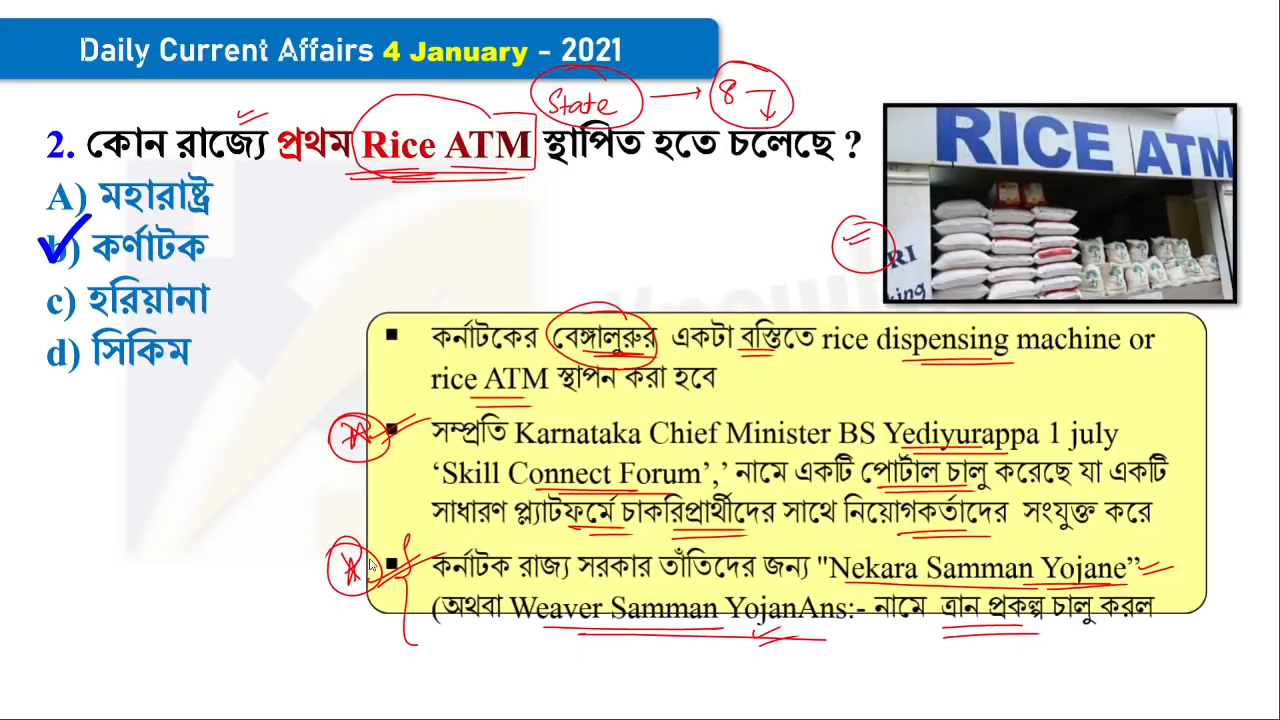 Daily Current Affairs 4 January - 2021
State → 8
2. কোন রাজ্যে প্রথম Rice ATM স্থাপিত হতে চলেছে ?
A) মহারাষ্ট্র
b) কর্ণাটক
c) হরিয়ানা
d) সিকিম
RICE ATM
RI
■ কর্নাটকের বেঙ্গালুরুর একটা বস্তিতে rice dispensing machine or
rice ATM স্থাপন করা হবে
■ সম্প্রতি Karnataka Chief Minister BS Yediyurappa 1 july
‘Skill Connect Forum’,’ নামে একটি পোর্টাল চালু করেছে যা একটি
সাধারণ প্ল্যাটফর্মে চাকরিপ্রার্থীদের সাথে নিয়োগকর্তাদের সংযুক্ত করে
■ কর্নাটক রাজ্য সরকার তাঁতিদের জন্য "Nekara Samman Yojane”
(অথবা Weaver Samman YojanAns:- নামে ত্রান প্রকল্প চালু করল